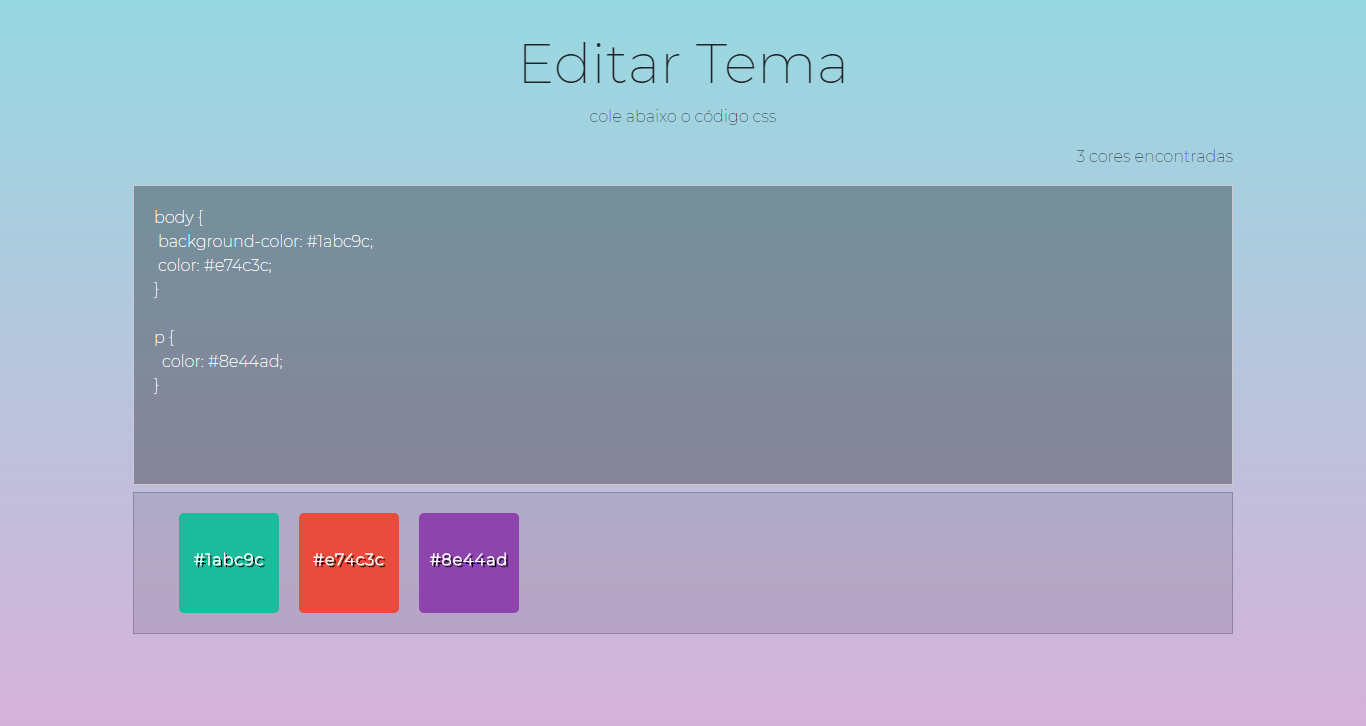 Editar Tema
cole abaixo o código css
3 cores encontradas
body {
 background-color: #1abc9c;
 color: #e74c3c;
}

p {
  color: #8e44ad;
}
#1abc9c
#e74c3c
#8e44ad